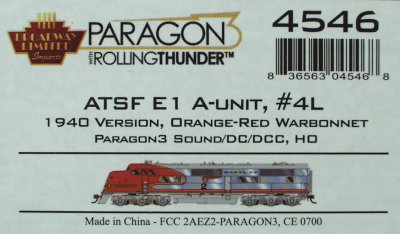 BROADWAY
LIMITED
Imports
PARAGON3
WITH ROLLINGTHUNDER™
4546
8 36563 04546 8
ATSF E1 A-UNIT, #4L
1940 VERSION, ORANGE-RED WARBONNET
PARAGON3 SOUND/DC/DCC, HO
Made in China - FCC 2AEZ2-PARAGON3, CE 0700